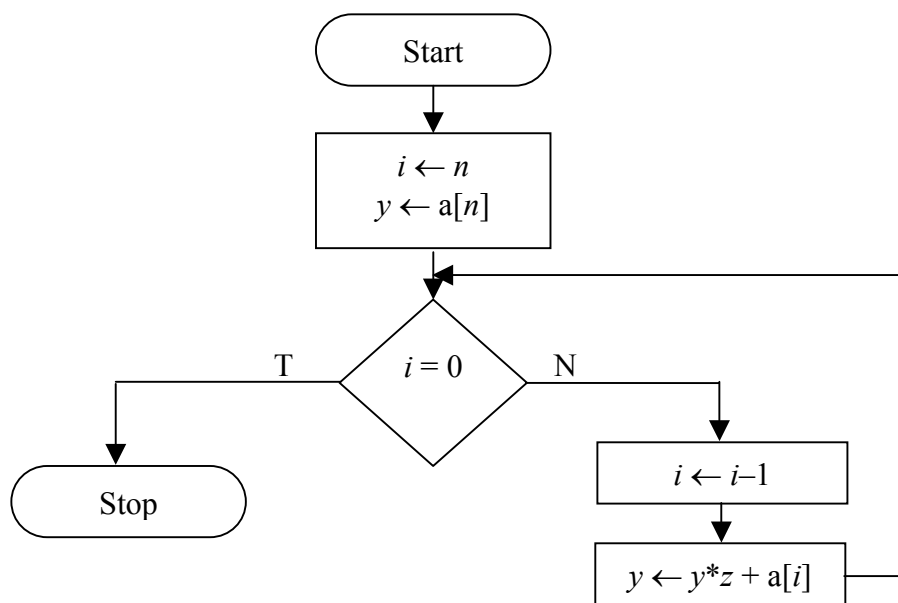 Start
i ← n
y ← a[n]
T
i = 0
N
i ← i–1
Stop
y ← y*z + a[i]